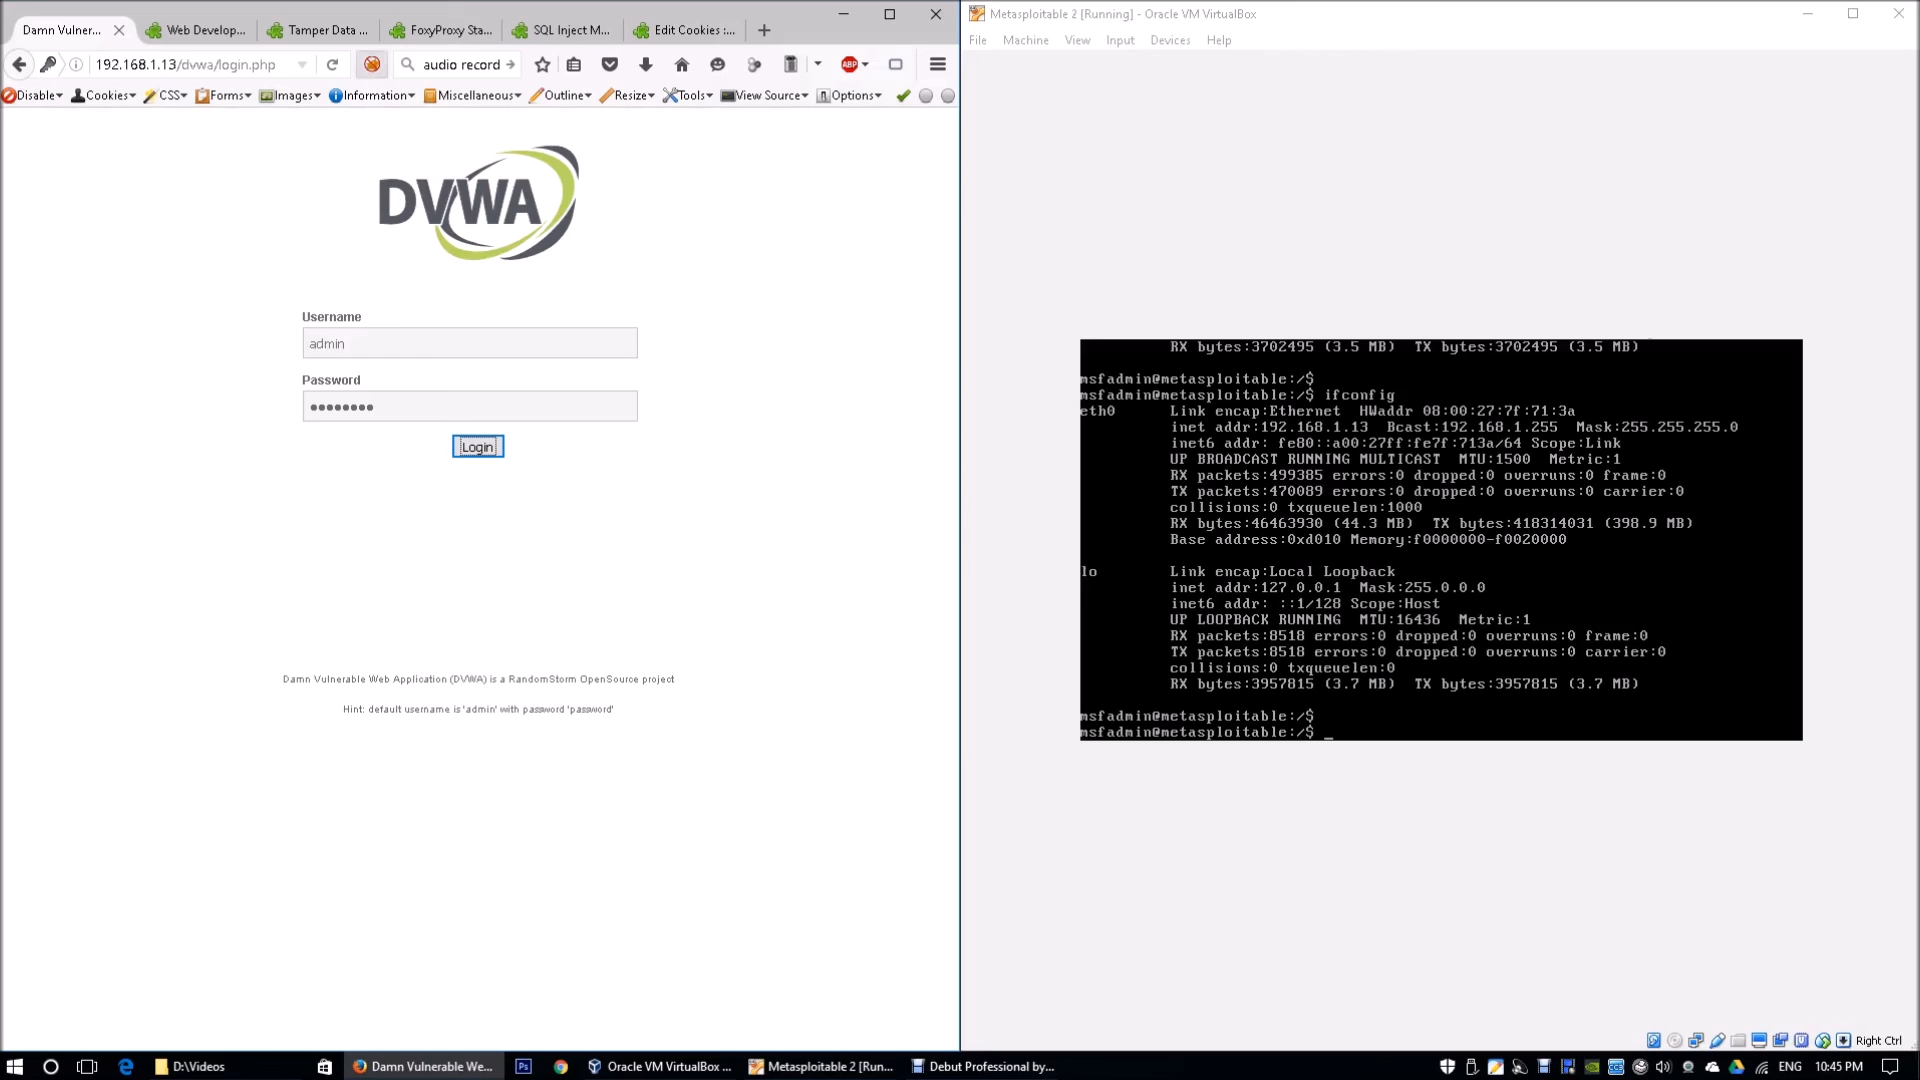 Damn Vulner...
Web Develop...
Tamper Data ...
FoxyProxy Sta...
SQL Inject M...
Edit Cookies :...
192.168.1.13/dvwa/login.php
audio record
ABP
Disable
Cookies
CSS
Forms
Images
Information
Miscellaneous
Outline
Resize
Tools
View Source
Options
DVWA
Username
admin
Password
Login
Damn Vulnerable Web Application (DVWA) is a RandomStorm OpenSource project
Hint: default username is 'admin' with password 'password'
Metasploitable 2 [Running] - Oracle VM VirtualBox
File Machine View Input Devices Help
RX bytes:3702495 (3.5 MB) TX bytes:3702495 (3.5 MB)
msfadmin@metasploitable:/$
msfadmin@metasploitable:/$ ifconfig
eth0 Link encap:Ethernet HWaddr 08:00:27:7f:71:3a
inet addr:192.168.1.13 Bcast:192.168.1.255 Mask:255.255.255.0
inet6 addr: fe80::a00:27ff:fe7f:713a/64 Scope:Link
UP BROADCAST RUNNING MULTICAST MTU:1500 Metric:1
RX packets:499385 errors:0 dropped:0 overruns:0 frame:0
TX packets:470089 errors:0 dropped:0 overruns:0 carrier:0
collisions:0 txqueuelen:1000
RX bytes:46463930 (44.3 MB) TX bytes:418314031 (398.9 MB)
Base address:0xd010 Memory:f0000000-f0020000
lo Link encap:Local Loopback
inet addr:127.0.0.1 Mask:255.0.0.0
inet6 addr: ::1/128 Scope:Host
UP LOOPBACK RUNNING MTU:16436 Metric:1
RX packets:8518 errors:0 dropped:0 overruns:0 frame:0
TX packets:8518 errors:0 dropped:0 overruns:0 carrier:0
collisions:0 txqueuelen:0
RX bytes:3957815 (3.7 MB) TX bytes:3957815 (3.7 MB)
msfadmin@metasploitable:/$
msfadmin@metasploitable:/$ _
Right Ctrl
D:\Videos
Damn Vulnerable We...
Ps
Oracle VM VirtualBox ...
Metasploitable 2 [Run...
Debut Professional by...
ENG
10:45 PM